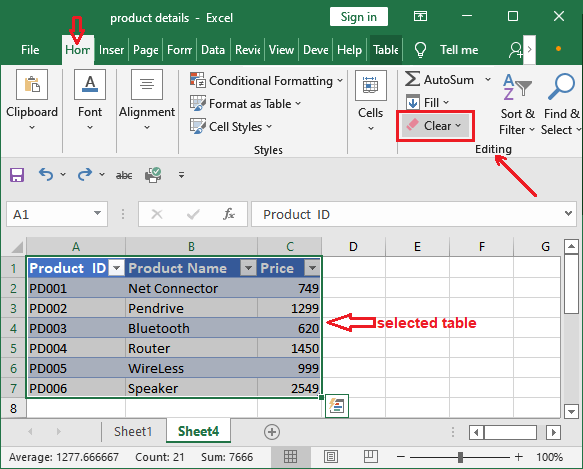 product details - Excel
Sign in
File Hom Inser Page Form Data Revie View Deve Help Table Tell me
Clipboard
Font
Alignment
Conditional Formatting
Format as Table
Cell Styles
Styles
Cells
AutoSum
Fill
Clear
Sort &
Filter
Find &
Select
Editing
abc
A1 fx Product ID
A B C D E F G
1 Product ID Product Name Price
2 PD001 Net Connector 749
3 PD002 Pendrive 1299
4 PD003 Bluetooth 620
5 PD004 Router 1450
6 PD005 WireLess 999
7 PD006 Speaker 2549
8
selected table
Sheet1 Sheet4
Average: 1277.666667 Count: 21 Sum: 7666 100%